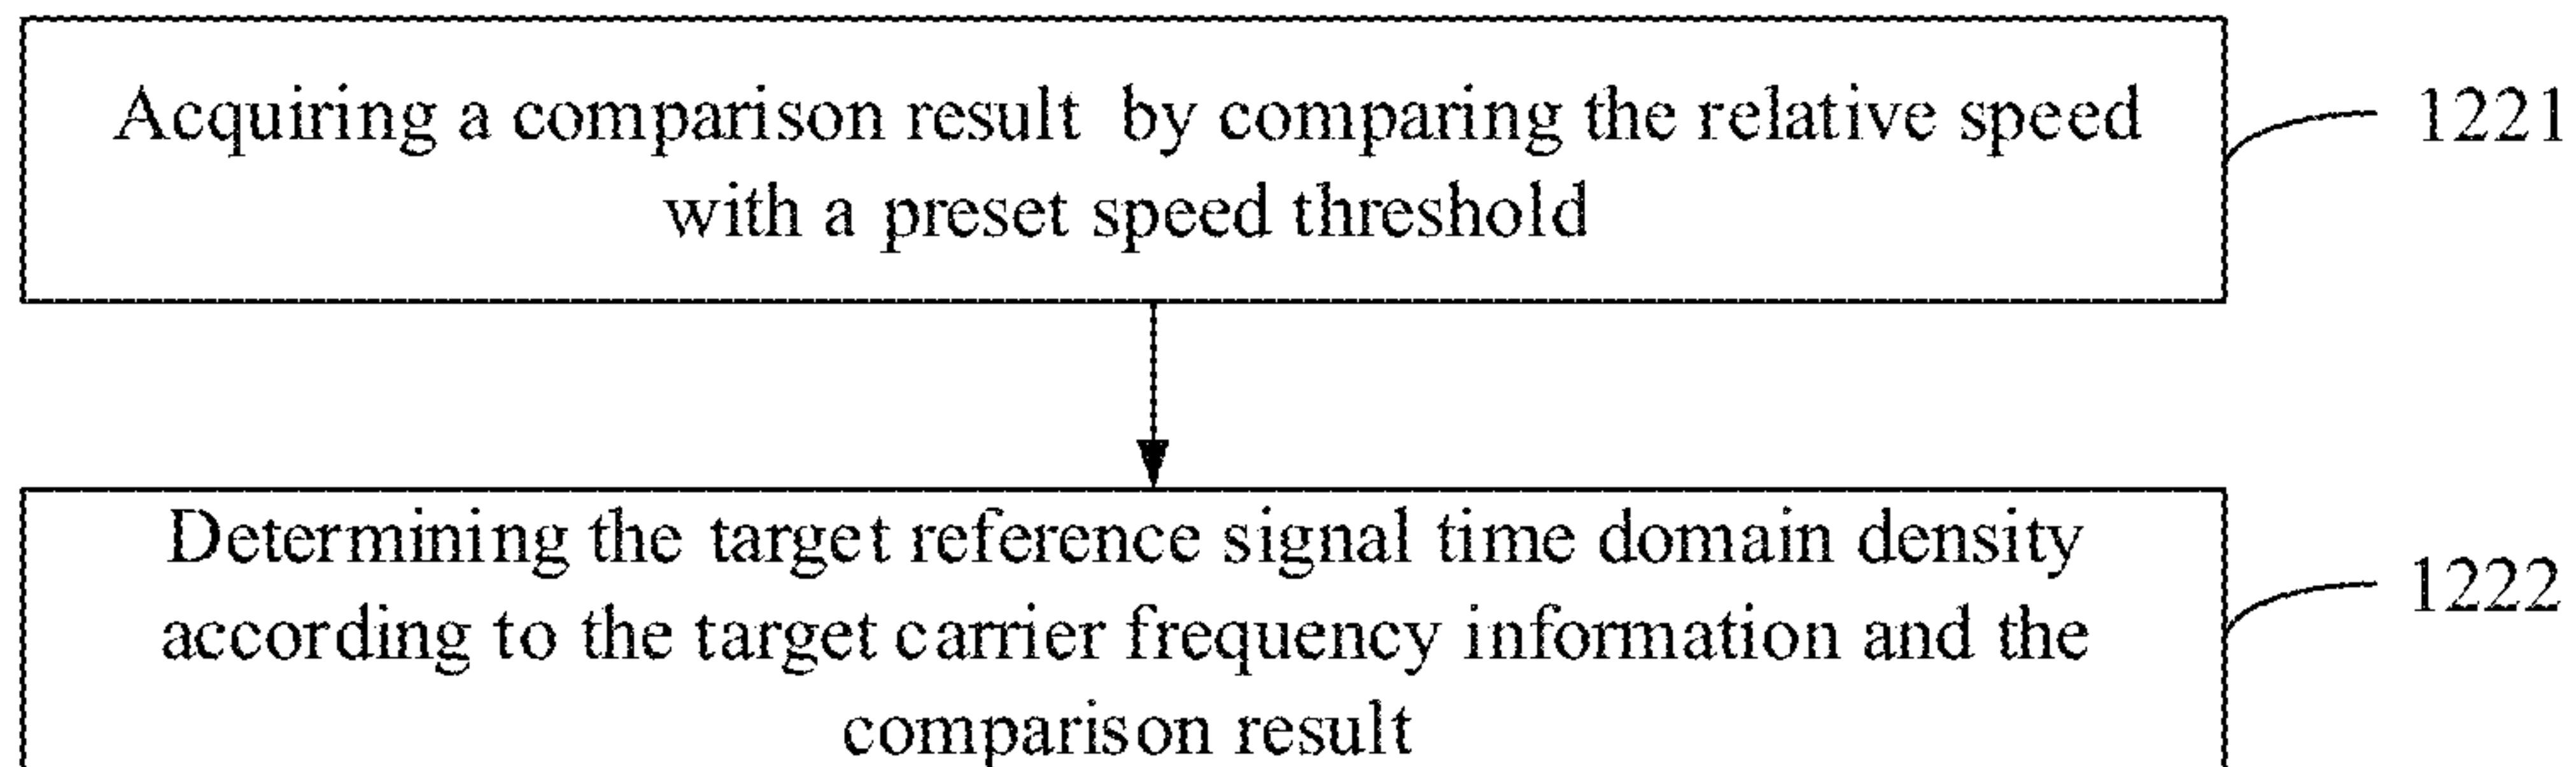 Acquiring a comparison result by comparing the relative speed
with a preset speed threshold
1221
Determining the target reference signal time domain density
according to the target carrier frequency information and the
comparison result
1222